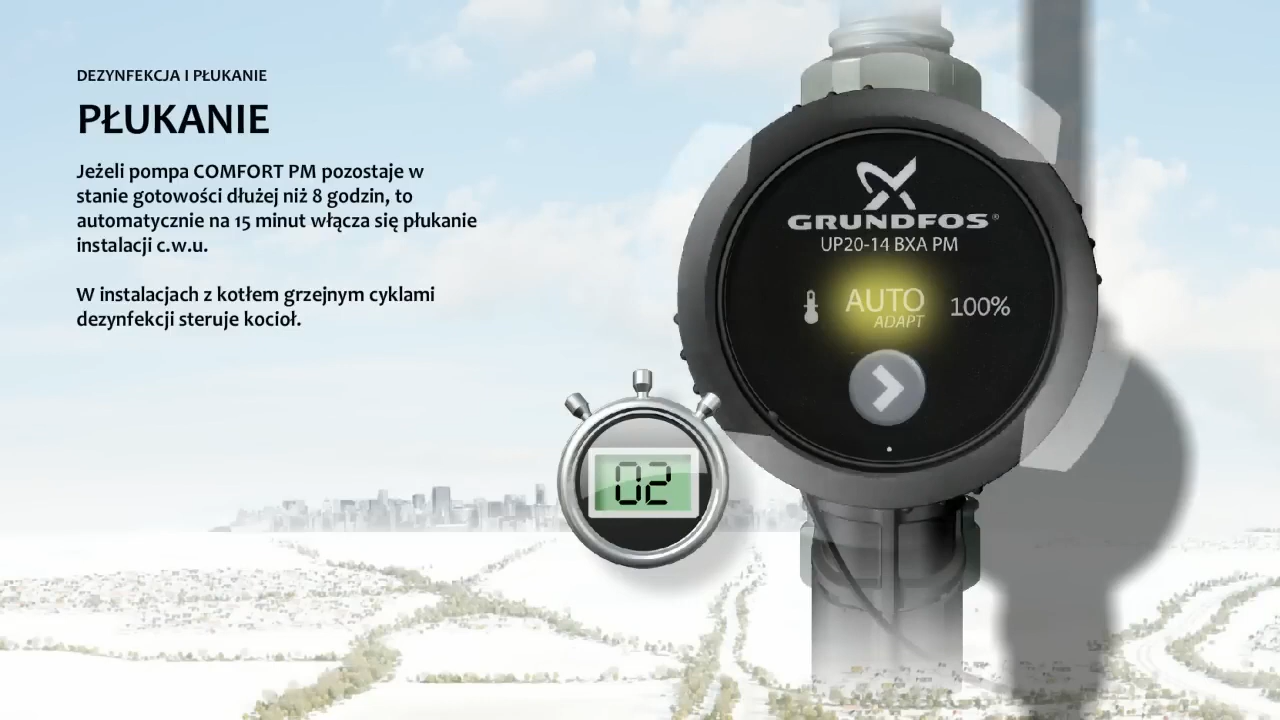 DEZYNFEKCJA I PŁUKANIE
PŁUKANIE
Jeżeli pompa COMFORT PM pozostaje w
stanie gotowości dłużej niż 8 godzin, to
automatycznie na 15 minut włącza się płukanie
instalacji c.w.u.
W instalacjach z kotłem grzejnym cyklami
dezynfekcji steruje kocioł.
GRUNDFOS®
UP20-14 BXA PM
AUTO 100%
ADAPT
02